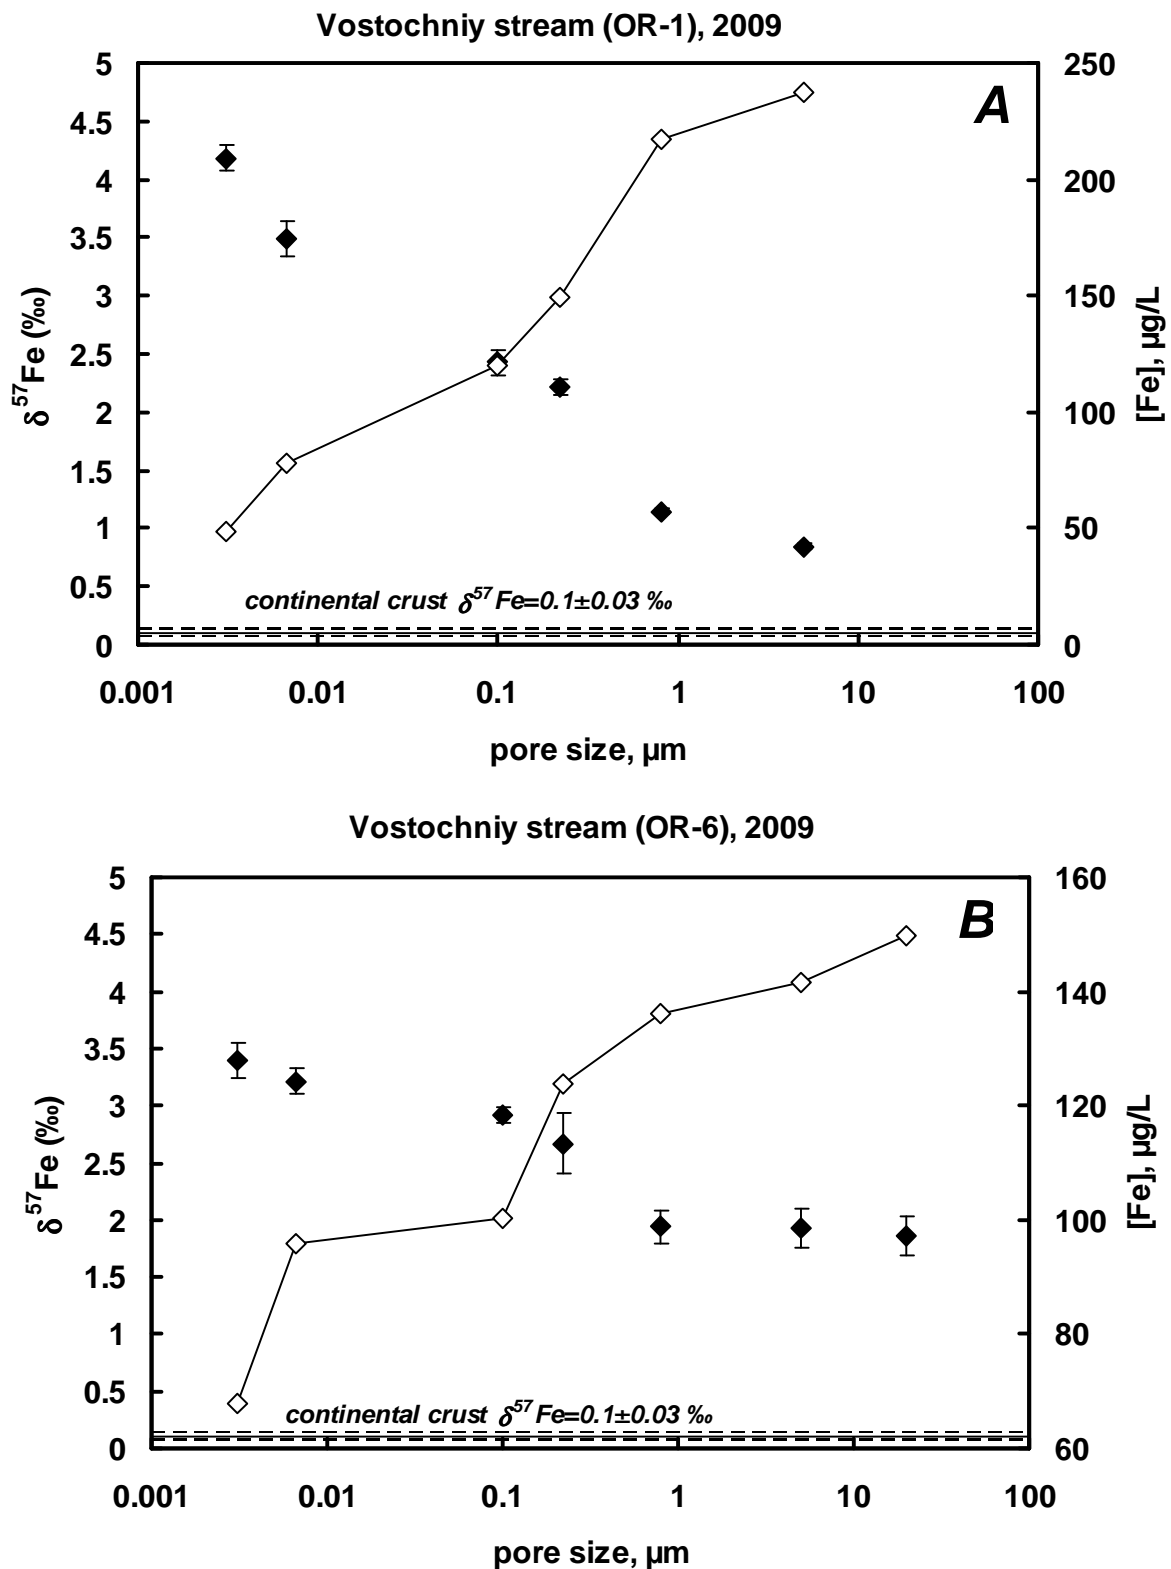 Vostochniy stream (OR-1), 2009
A
5
4.5
4
3.5
3
2.5
2
1.5
1
0.5
0
δ⁵⁷Fe (‰)
250
200
150
100
50
0
[Fe], µg/L
continental crust δ⁵⁷Fe=0.1±0.03 ‰
0.001 0.01 0.1 1 10 100
pore size, µm
Vostochniy stream (OR-6), 2009
B
5
4.5
4
3.5
3
2.5
2
1.5
1
0.5
0
δ⁵⁷Fe (‰)
160
140
120
100
80
60
[Fe], µg/L
continental crust δ⁵⁷Fe=0.1±0.03 ‰
0.001 0.01 0.1 1 10 100
pore size, µm